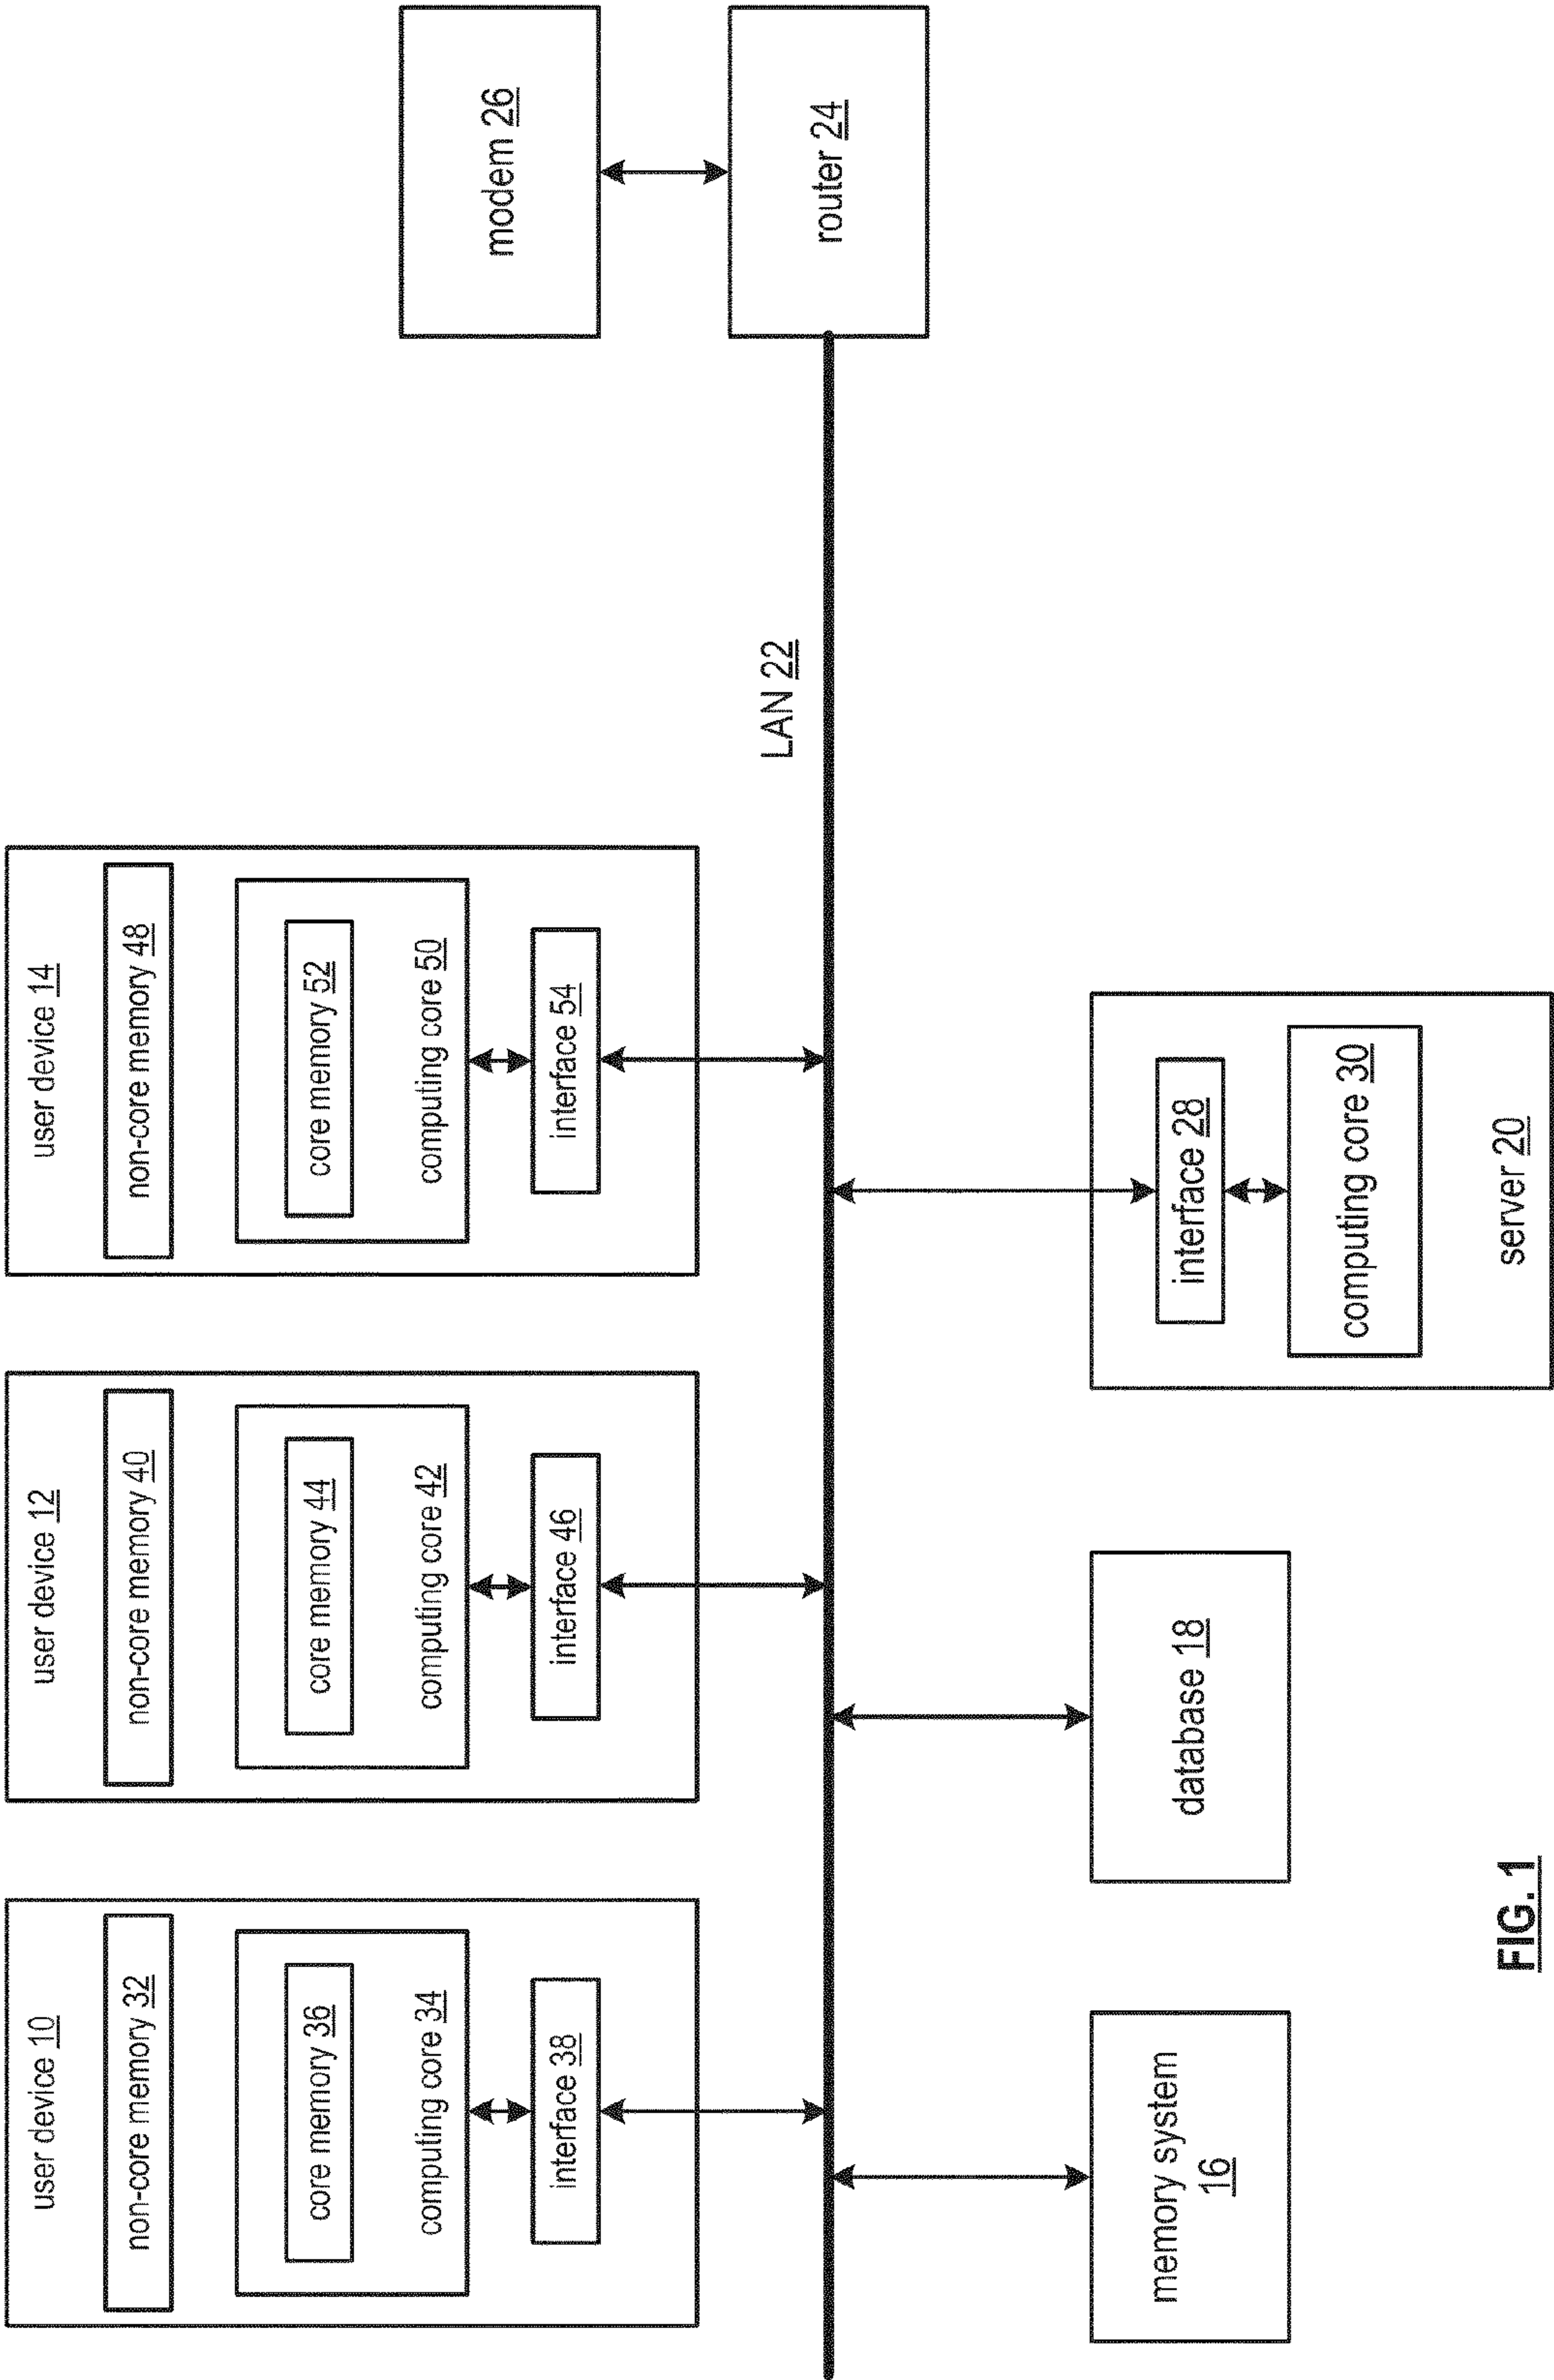 user device 10
non-core memory 32
core memory 36
computing core 34
interface 38
user device 12
non-core memory 40
core memory 44
computing core 42
interface 46
user device 14
non-core memory 48
core memory 52
computing core 50
interface 54
modem 26
router 24
LAN 22
memory system
16
database 18
interface 28
computing core 30
server 20
FIG. 1